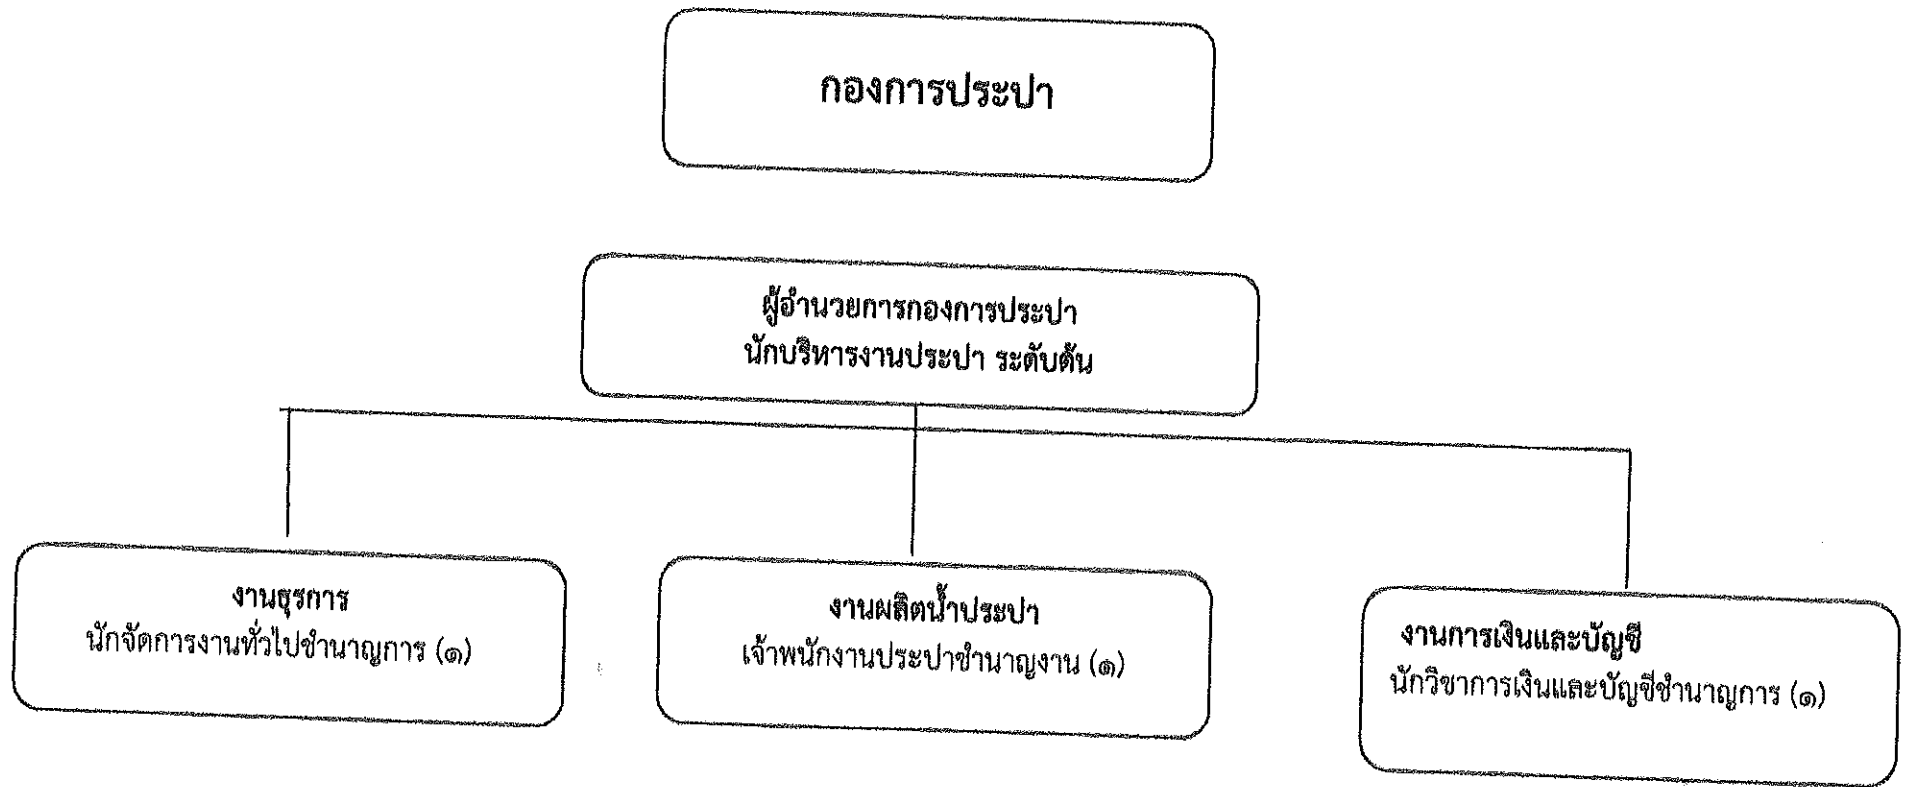 กองการประปา
ผู้อำนวยการกองการประปา
นักบริหารงานประปา ระดับต้น
งานธุรการ
นักจัดการงานทั่วไปชำนาญการ (๑)
งานผลิตน้ำประปา
เจ้าพนักงานประปาชำนาญงาน (๑)
งานการเงินและบัญชี
นักวิชาการเงินและบัญชีชำนาญการ (๑)